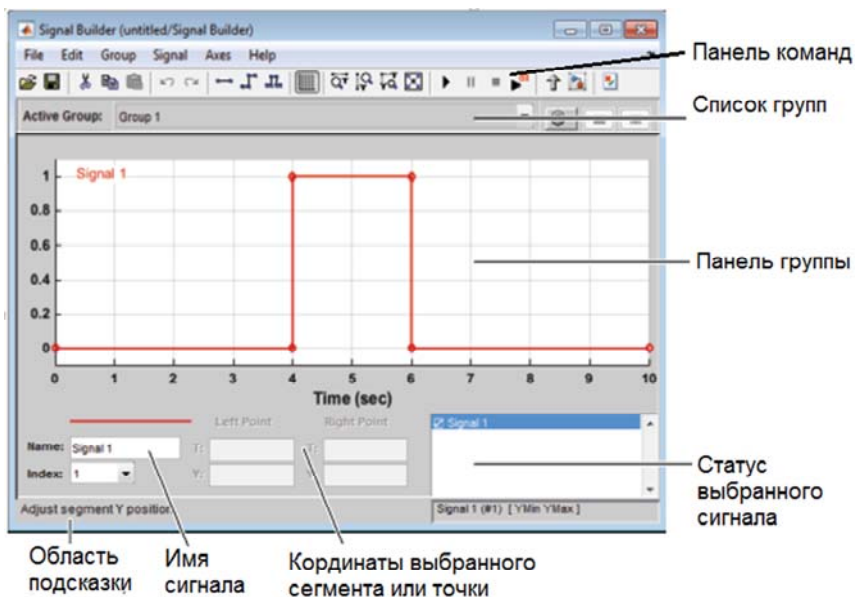 Signal Builder (untitled/Signal Builder)
File Edit Group Signal Axes Help
Панель команд
Active Group: Group 1
Список групп
Signal 1
1
0.8
0.6
0.4
0.2
0
Панель группы
0 1 2 3 4 5 6 7 8 9 10
Time (sec)
Left Point Right Point
Signal 1
Name: Signal 1 T: T:
Index: 1 Y:
Статус
выбранного
сигнала
Adjust segment Y position
Signal 1 (#1) [ YMin YMax ]
Область
подсказки
Имя
сигнала
Кординаты выбранного
сегмента или точки